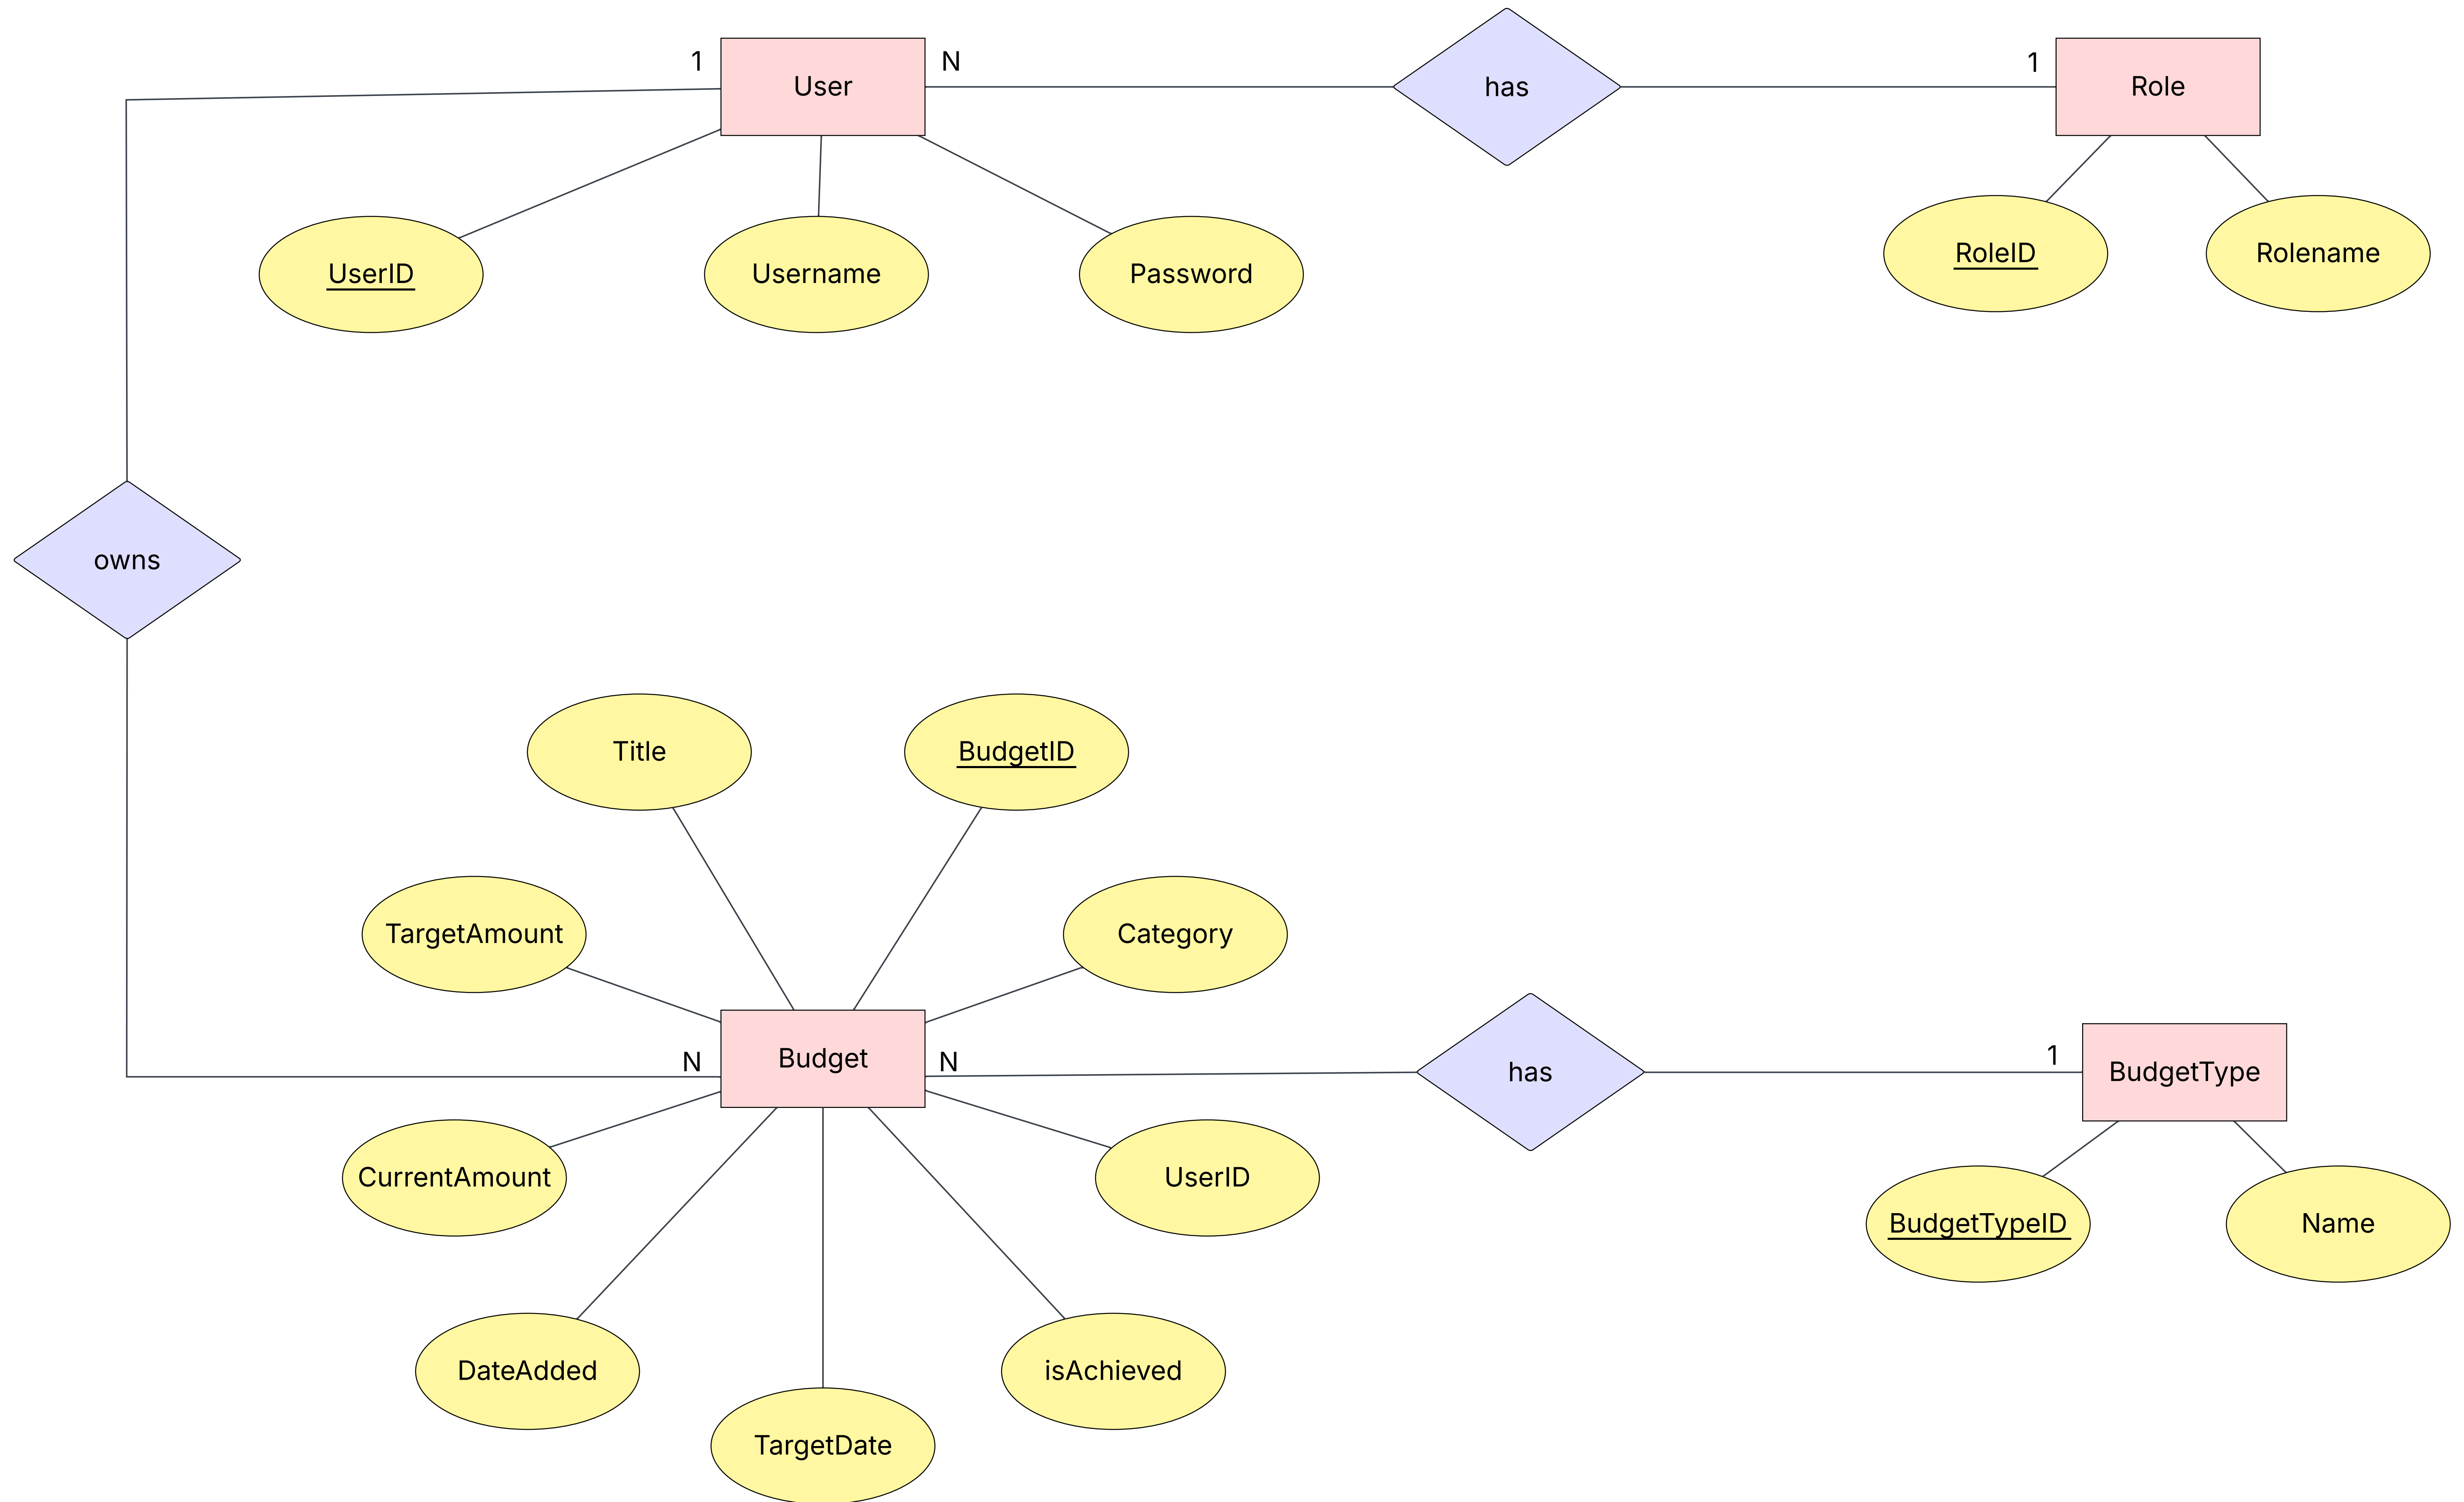 1
User
N
has
1
Role
UserID
Username
Password
RoleID
Rolename
owns
Title
BudgetID
TargetAmount
Category
N
Budget
N
has
1
BudgetType
CurrentAmount
UserID
BudgetTypeID
Name
DateAdded
isAchieved
TargetDate